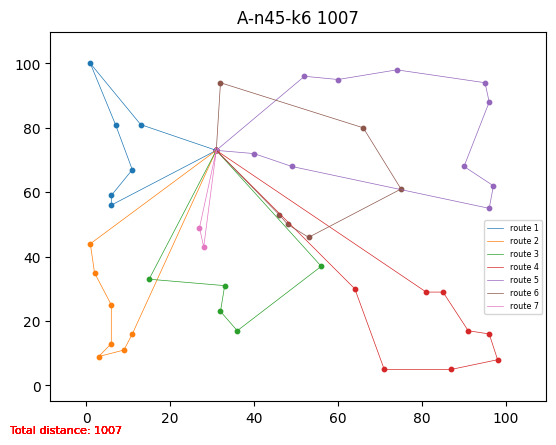 A-n45-k6 1007
100
80
60
40
20
0
0
20
40
60
80
100
route 1
route 2
route 3
route 4
route 5
route 6
route 7
Total distance: 1007